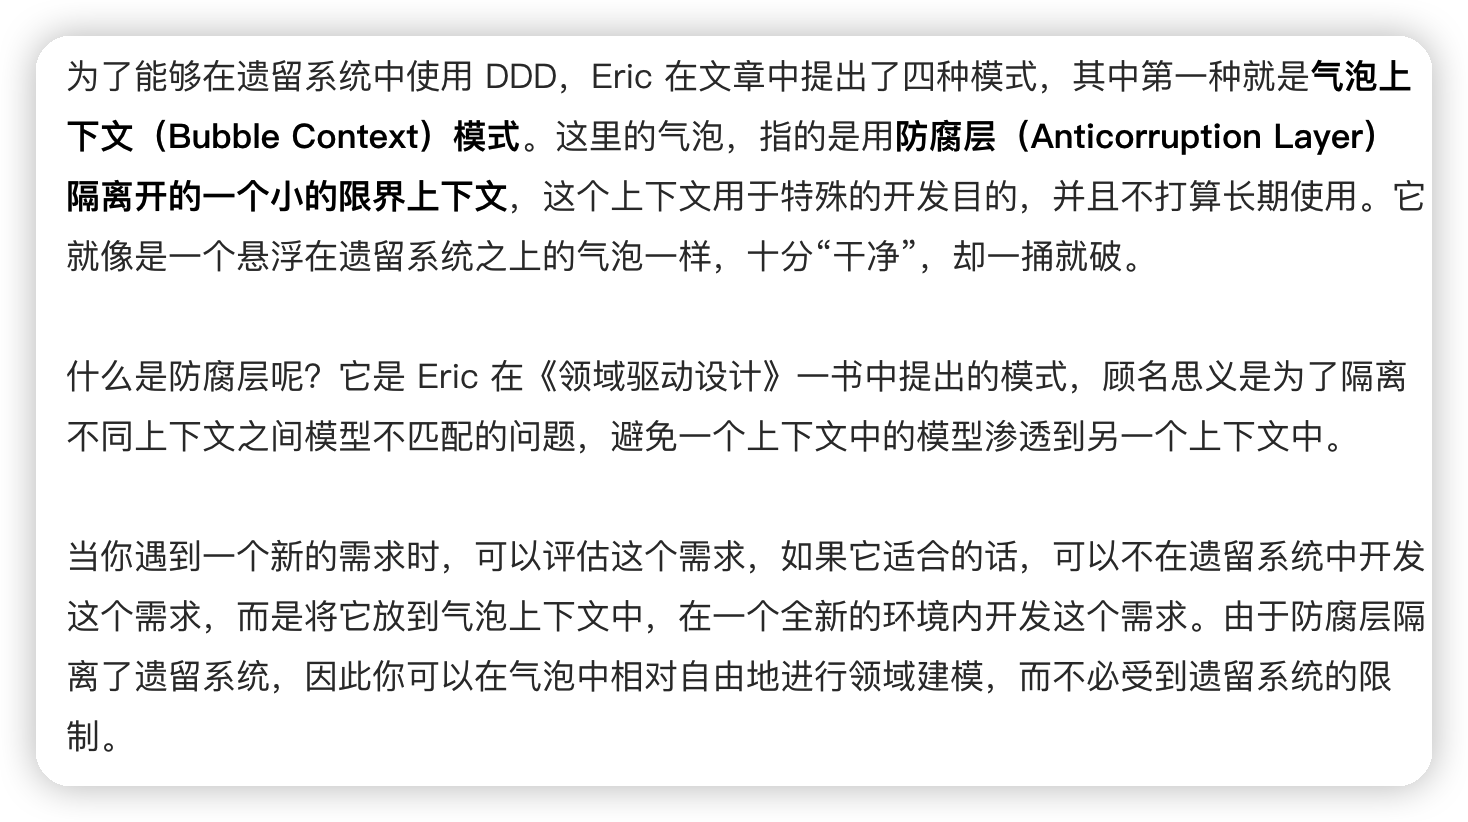 为了能够在遗留系统中使用 DDD，Eric 在文章中提出了四种模式，其中第一种就是气泡上
下文（Bubble Context）模式。这里的气泡，指的是用防腐层（Anticorruption Layer）
隔离开的一个小的限界上下文，这个上下文用于特殊的开发目的，并且不打算长期使用。它
就像是一个悬浮在遗留系统之上的气泡一样，十分“干净”，却一捅就破。
什么是防腐层呢？它是 Eric 在《领域驱动设计》一书中提出的模式，顾名思义是为了隔离
不同上下文之间模型不匹配的问题，避免一个上下文中的模型渗透到另一个上下文中。
当你遇到一个新的需求时，可以评估这个需求，如果它适合的话，可以不在遗留系统中开发
这个需求，而是将它放到气泡上下文中，在一个全新的环境内开发这个需求。由于防腐层隔
离了遗留系统，因此你可以在气泡中相对自由地进行领域建模，而不必受到遗留系统的限
制。